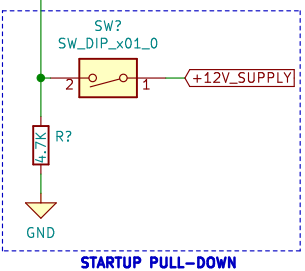 SW?
SW_DIP_x01_0
2
1
+12V_SUPPLY
4.7K
R?
GND
STARTUP PULL-DOWN